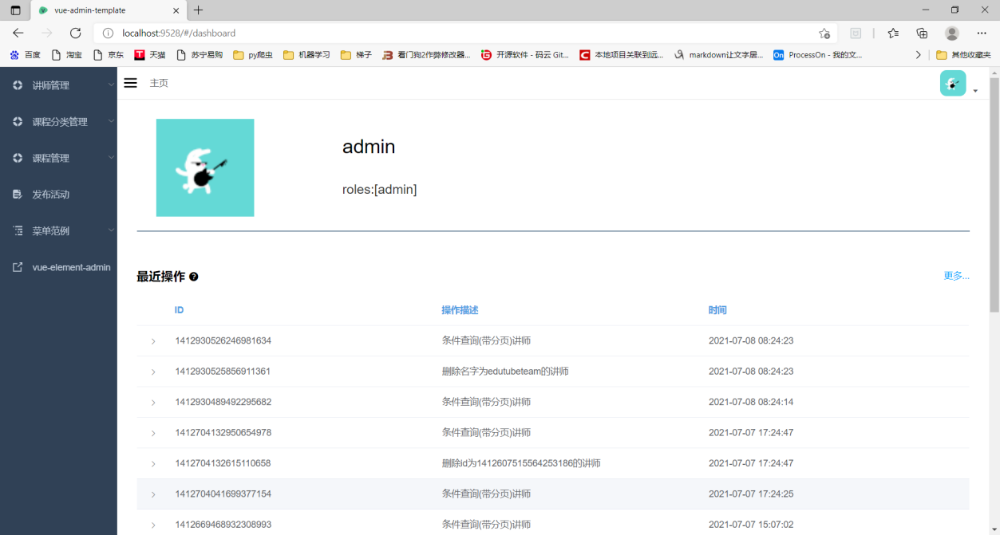 vue-admin-template
localhost:9528/#/dashboard
百度 淘宝 京东 天猫 苏宁易购 py爬虫 机器学习 梯子 看门狗2作弊修改器... 开源软件 - 码云 Git... 本地项目关联到远... markdown让文字居... ProcessOn - 我的文... 其他收藏夹
讲师管理
课程分类管理
课程管理
发布活动
菜单范例
vue-element-admin
主页
admin
roles:[admin]
最近操作 更多...
ID 操作描述 时间
1412930526246981634 条件查询(带分页)讲师 2021-07-08 08:24:23
1412930525856911361 删除名字为edutubeteam的讲师 2021-07-08 08:24:23
1412930489492295682 条件查询(带分页)讲师 2021-07-08 08:24:14
1412704132950654978 条件查询(带分页)讲师 2021-07-07 17:24:47
1412704132615110658 删除id为1412607515564253186的讲师 2021-07-07 17:24:47
1412704041699377154 条件查询(带分页)讲师 2021-07-07 17:24:25
1412669468932308993 条件查询(带分页)讲师 2021-07-07 15:07:02